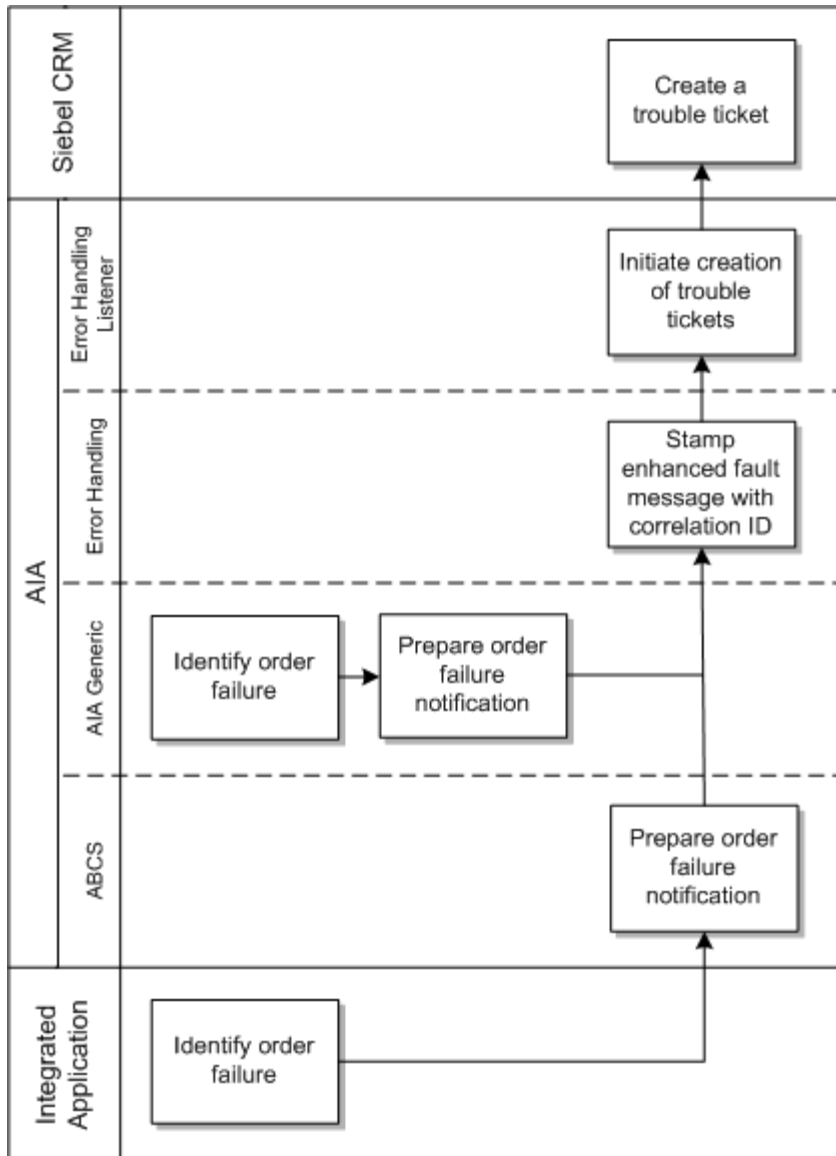 Siebel CRM
Create a
trouble ticket
AIA
Error Handling
Listener
Initiate creation
of trouble
tickets
Error Handling
Stamp
enhanced fault
message with
correlation ID
AIA Generic
Identify order
failure
Prepare order
failure
notification
ABCS
Prepare order
failure
notification
Integrated
Application
Identify order
failure